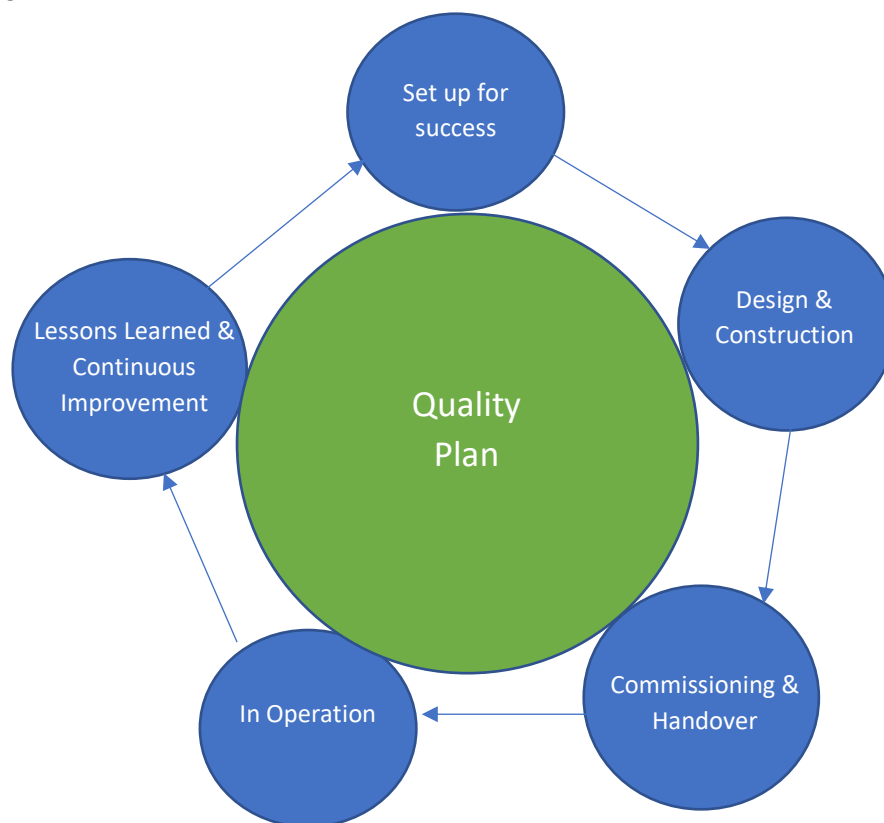 Set up for
success
Design &
Construction
Commissioning &
Handover
In Operation
Lessons Learned &
Continuous
Improvement
Quality
Plan